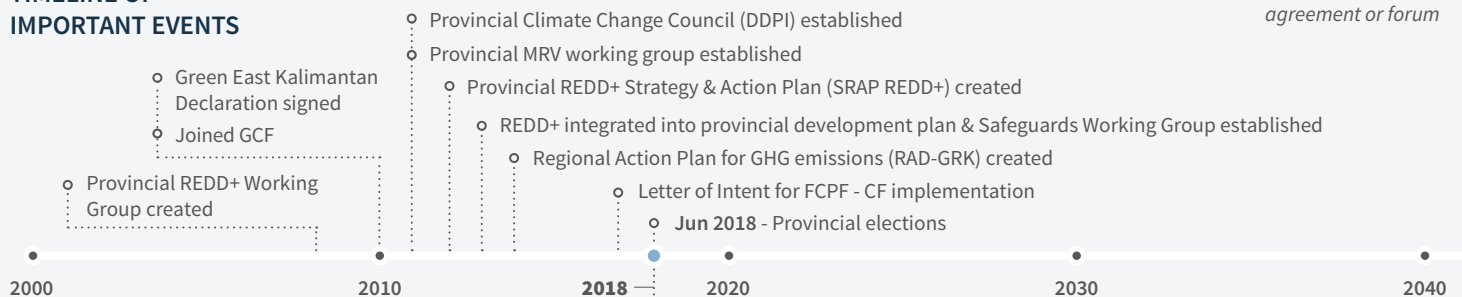 TIMELINE OF
IMPORTANT EVENTS
agreement or forum
Provincial Climate Change Council (DDPI) established
Provincial MRV working group established
Green East Kalimantan
Declaration signed
Joined GCF
Provincial REDD+ Strategy & Action Plan (SRAP REDD+) created
REDD+ integrated into provincial development plan & Safeguards Working Group established
Regional Action Plan for GHG emissions (RAD-GRK) created
Provincial REDD+ Working
Group created
Letter of Intent for FCPF - CF implementation
Jun 2018 - Provincial elections
2000 2010 2018 2020 2030 2040